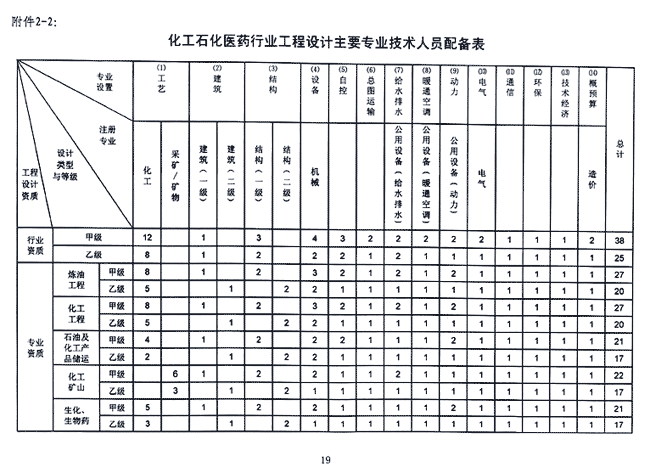 附件2-2:
化工石化医药行业工程设计主要专业技术人员配备表
专业设置 (1)工艺 (2)建筑 (3)结构 (4)设备 (5)自控 (6)总图运输 (7)给水排水 (8)暖通空调 (9)动力 (10)电气 (11)通信 (12)环保 (13)技术经济 (14)概预算 总计
注册专业 化工 采矿/矿物 建筑(一级) 建筑(二级) 结构(一级) 结构(二级) 机械 公用设备(给水排水) 公用设备(暖通空调) 公用设备(动力) 电气 造价
设计类型与等级
工程设计资质
行业资质 甲级 12 1 3 4 3 2 2 2 2 2 1 1 1 2 38
乙级 8 1 2 2 2 1 2 1 1 1 1 1 1 1 25
专业资质 炼油工程 甲级 8 1 2 3 2 1 2 1 2 1 1 1 1 1 27
乙级 5 1 2 2 1 1 1 1 1 1 1 1 1 1 20
化工工程 甲级 8 1 2 3 2 1 2 1 2 1 1 1 1 1 27
乙级 5 1 2 2 1 1 1 1 1 1 1 1 1 1 20
石油及化工产品储运 甲级 4 1 2 2 2 1 1 1 2 1 1 1 1 1 21
乙级 2 1 2 2 1 1 1 1 1 1 1 1 1 1 17
化工矿山 甲级 6 1 2 2 1 1 2 1 1 1 1 1 1 1 22
乙级 3 1 2 1 1 1 1 1 1 1 1 1 1 1 17
生化、生物药 甲级 5 1 2 2 1 1 1 1 2 1 1 1 1 1 21
乙级 3 1 2 1 1 1 1 1 1 1 1 1 1 1 17
19